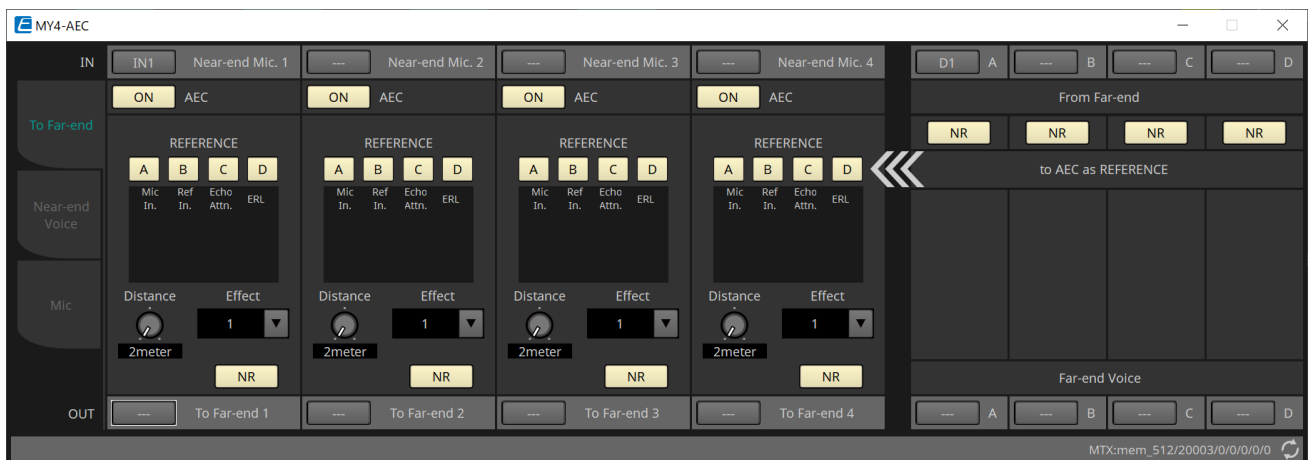 MY4-AEC
IN IN1 Near-end Mic. 1 --- Near-end Mic. 2 --- Near-end Mic. 3 --- Near-end Mic. 4 D1 A --- B --- C --- D
ON AEC ON AEC ON AEC ON AEC From Far-end
To Far-end
NR NR NR NR
REFERENCE REFERENCE REFERENCE REFERENCE
A B C D A B C D A B C D A B C D to AEC as REFERENCE
Mic Ref Echo ERL Mic Ref Echo ERL Mic Ref Echo ERL Mic Ref Echo ERL
In. In. Attn. In. In. Attn. In. In. Attn. In. In. Attn.
Near-end
Voice
Mic
Distance Effect Distance Effect Distance Effect Distance Effect
1 1 1 1
2meter 2meter 2meter 2meter
NR NR NR NR Far-end Voice
OUT --- To Far-end 1 --- To Far-end 2 --- To Far-end 3 --- To Far-end 4 --- A --- B --- C --- D
MTX:mem_512/20003/0/0/0/0/0